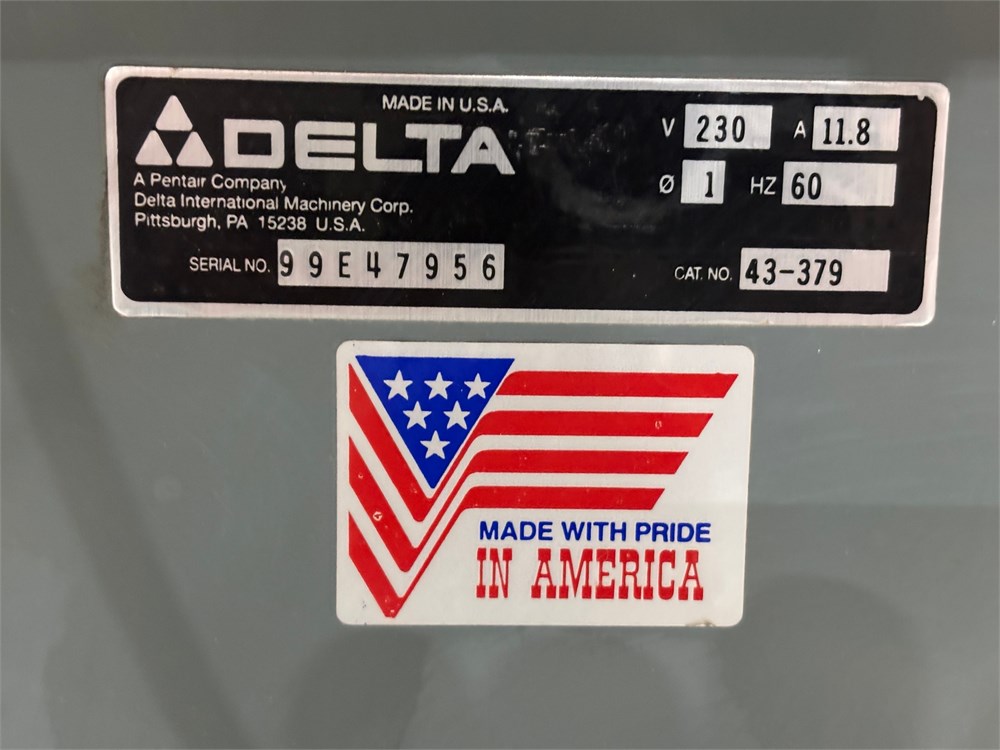 MADE IN U.S.A.
DELTA
A Pentair Company
Delta International Machinery Corp.
Pittsburgh, PA 15238 U.S.A.
SERIAL NO. 99E47956
V 230 A 11.8
Ø 1 HZ 60
CAT. NO. 43-379
MADE WITH PRIDE
IN AMERICA